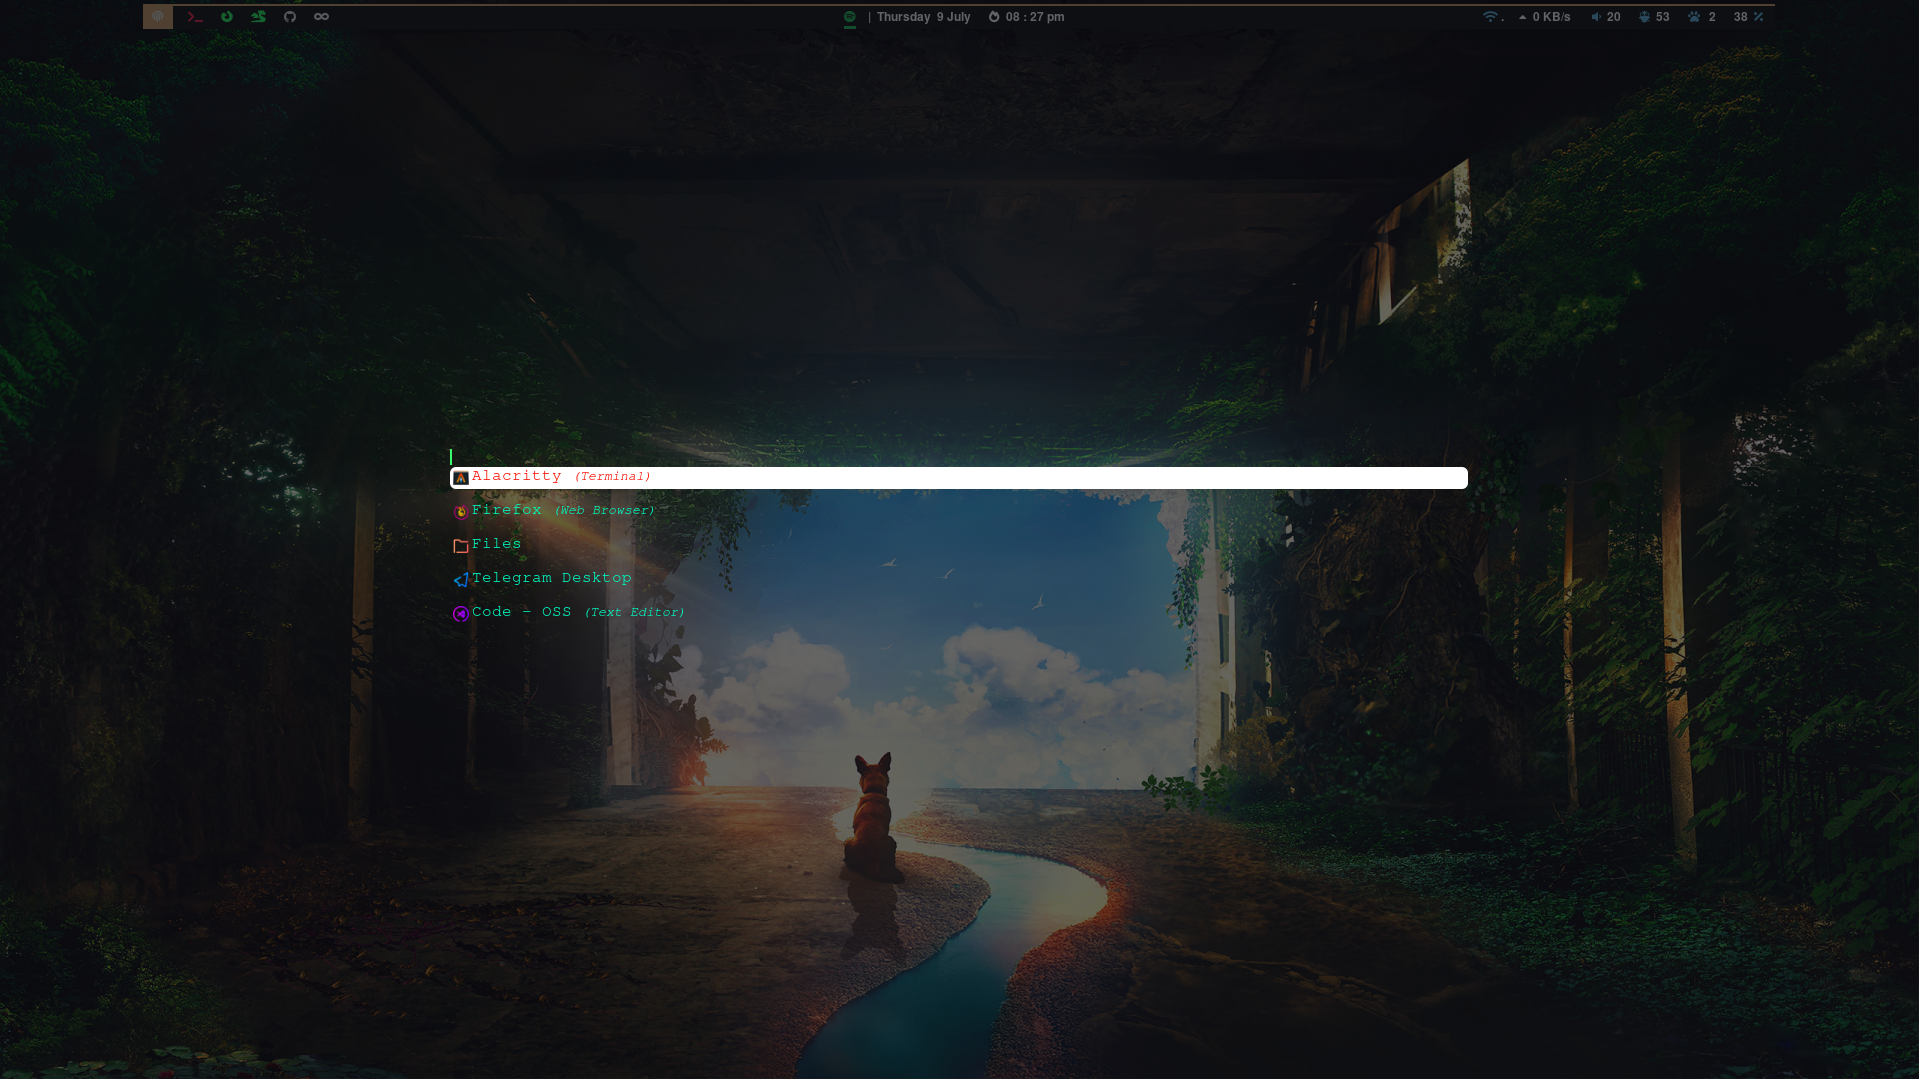 | Thursday 9 July 08 : 27 pm . 0 KB/s 20 53 2 38 %
Alacritty (Terminal)
Firefox (Web Browser)
Files
Telegram Desktop
Code - OSS (Text Editor)